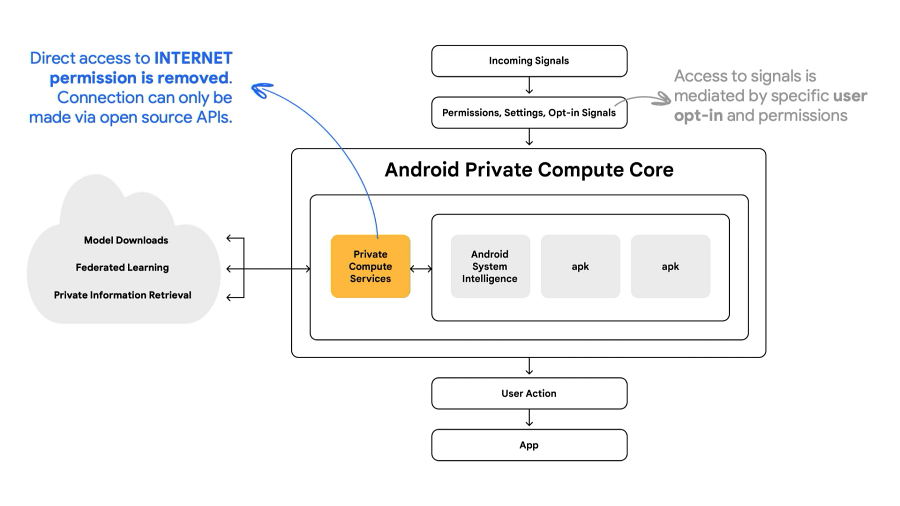 Direct access to INTERNET
permission is removed.
Connection can only be
made via open source APIs.
Incoming Signals
Permissions, Settings, Opt-in Signals
Access to signals is
mediated by specific user
opt-in and permissions
Android Private Compute Core
Model Downloads
Federated Learning
Private Information Retrieval
Private
Compute
Services
Android
System
Intelligence
apk
apk
User Action
App